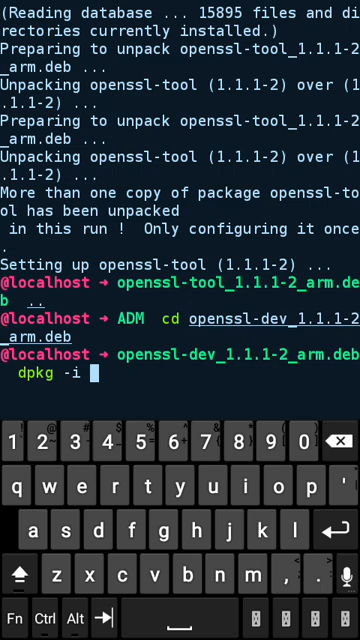 (Reading database ... 15895 files and di
rectories currently installed.)
Preparing to unpack openssl-tool_1.1.1-2
_arm.deb ...
Unpacking openssl-tool (1.1.1-2) over (1
.1.1-2) ...
Preparing to unpack openssl-tool_1.1.1-2
_arm.deb ...
Unpacking openssl-tool (1.1.1-2) over (1
.1.1-2) ...
More than one copy of package openssl-to
ol has been unpacked
 in this run !  Only configuring it once
.
Setting up openssl-tool (1.1.1-2) ...
@localhost ➜ openssl-tool_1.1.1-2_arm.de
b  ..
@localhost ➜ ADM  cd openssl-dev_1.1.1-2
_arm.deb
@localhost ➜ openssl-dev_1.1.1-2_arm.deb
  dpkg -i
1 2 3 4 5 6 7 8 9 0
q w e r t y u i o p '
a s d f g h j k l
z x c v b n m , .
Fn Ctrl Alt